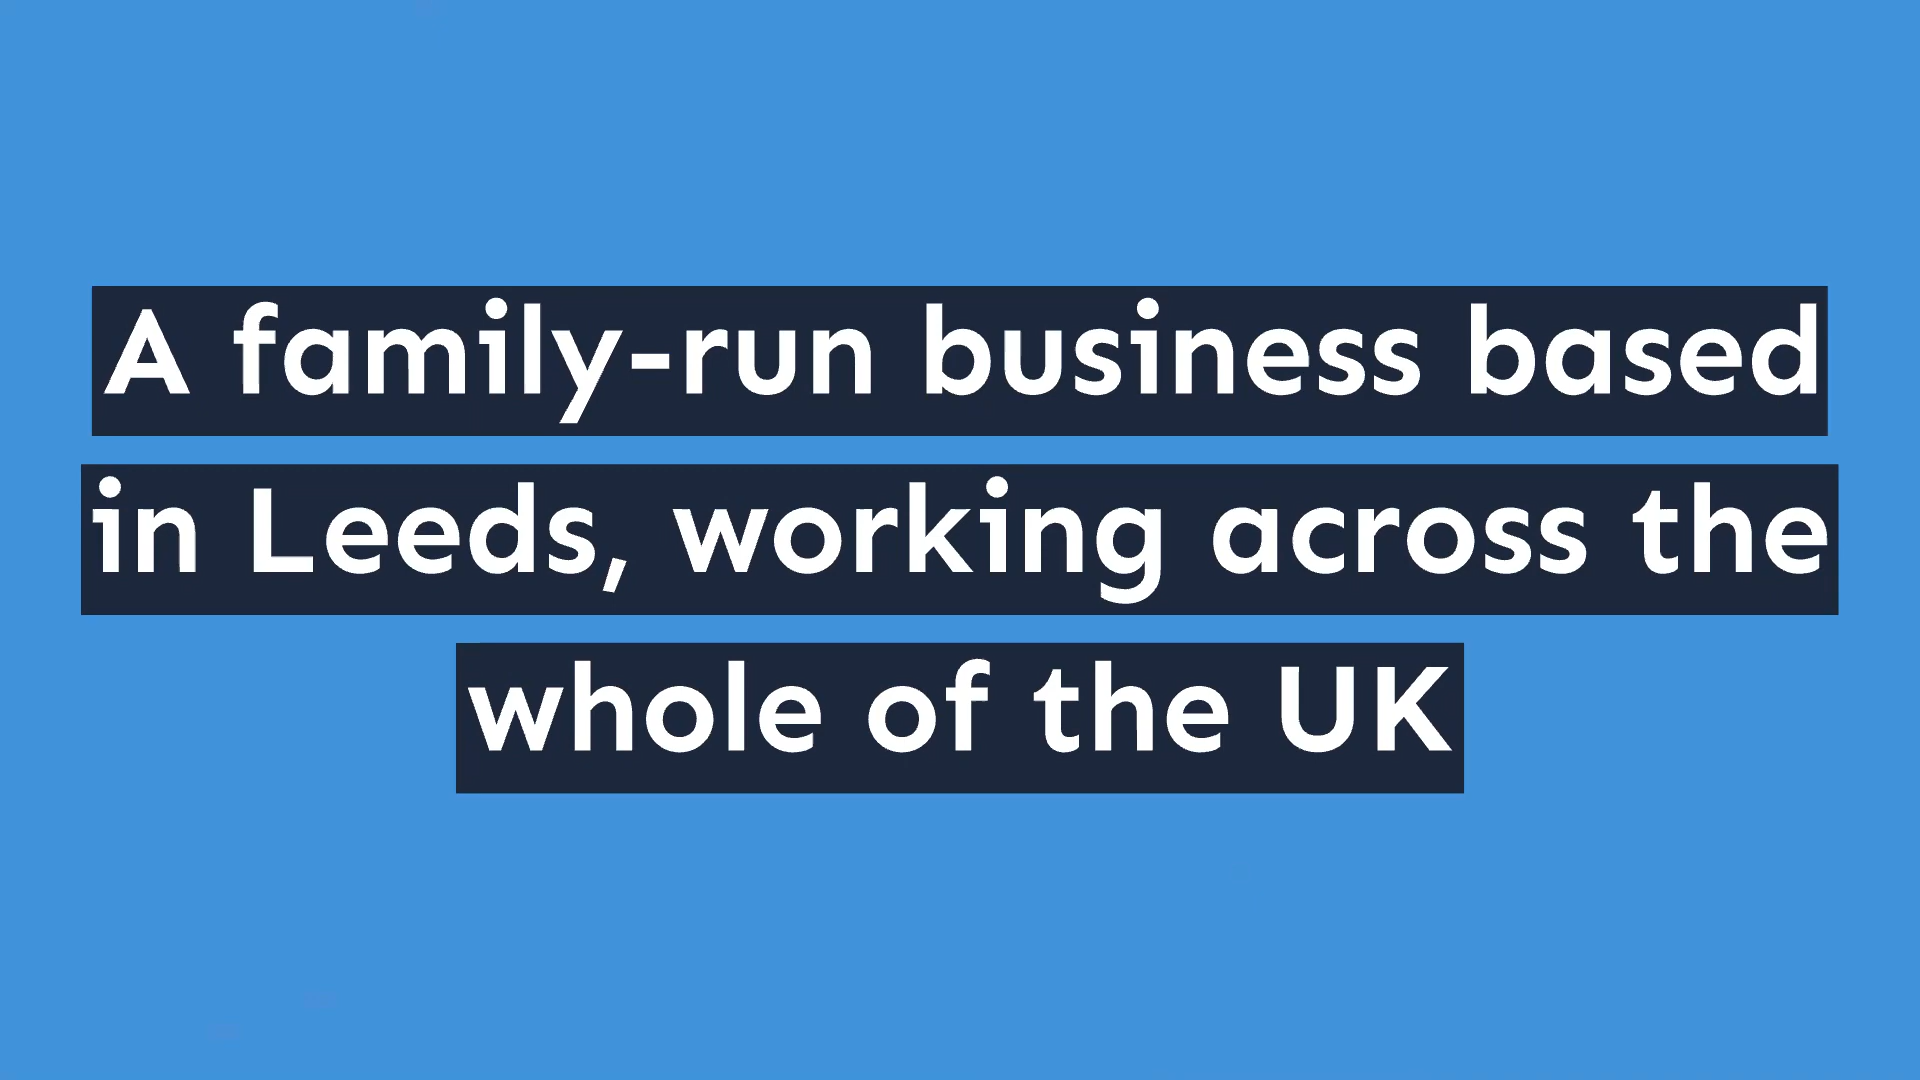 A family-run business based
in Leeds, working across the
whole of the UK